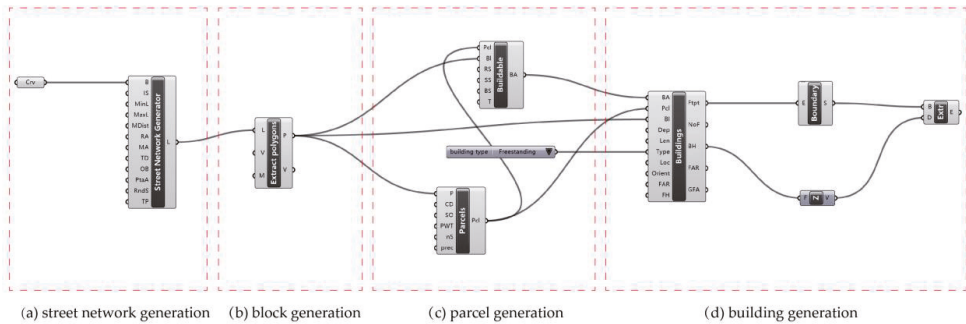 Crv
Street Network Generator
B
IS
MinL
MaxL
MDist
RA
MA
TD
OB
PtsA
RndS
TP
L
Extract polygons
L
V
M
P
V
Buildable
Pcl
Bl
RS
SS
BS
T
BA
building type Freestanding
Parcels
P
CD
SO
PWT
nS
prec
Pcl
Buildings
BA
Pcl
Bl
Dep
Len
Type
Loc
Orient
FAR
FH
Ftpt
NoF
BH
FAR
GFA
Boundary
E
S
F
Z
V
Extr
B
D
E
(a) street network generation
(b) block generation
(c) parcel generation
(d) building generation